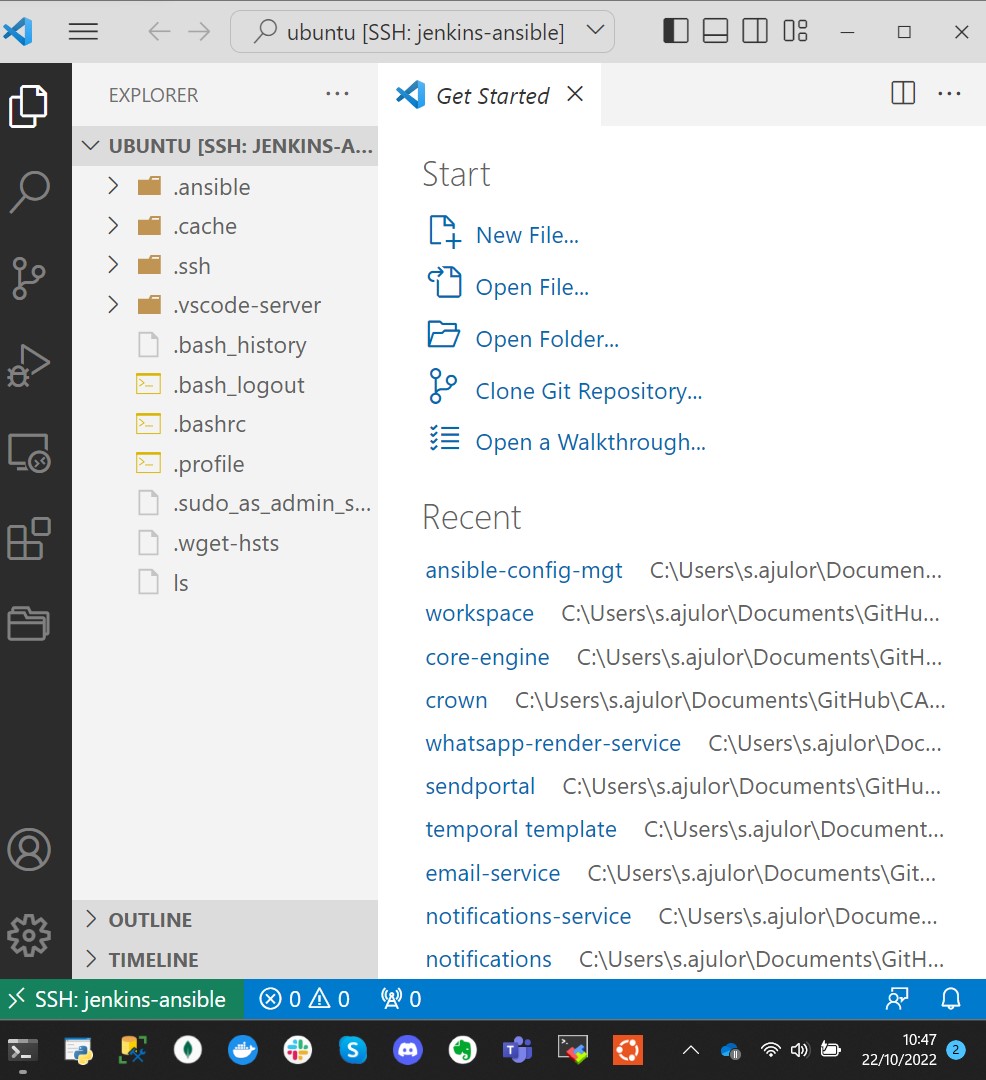 ubuntu [SSH: jenkins-ansible]
EXPLORER
Get Started
UBUNTU [SSH: JENKINS-A...
.ansible
.cache
.ssh
.vscode-server
.bash_history
.bash_logout
.bashrc
.profile
.sudo_as_admin_s...
.wget-hsts
ls
OUTLINE
TIMELINE
Start
New File...
Open File...
Open Folder...
Clone Git Repository...
Open a Walkthrough...
Recent
ansible-config-mgt C:\Users\s.ajulor\Documen...
workspace C:\Users\s.ajulor\Documents\GitHu...
core-engine C:\Users\s.ajulor\Documents\GitH...
crown C:\Users\s.ajulor\Documents\GitHub\CA...
whatsapp-render-service C:\Users\s.ajulor\Doc...
sendportal C:\Users\s.ajulor\Documents\GitHu...
temporal template C:\Users\s.ajulor\Document...
email-service C:\Users\s.ajulor\Documents\Git...
notifications-service C:\Users\s.ajulor\Docume...
notifications C:\Users\s.ajulor\Documents\GitH...
SSH: jenkins-ansible 0 0 0
10:47
22/10/2022
2